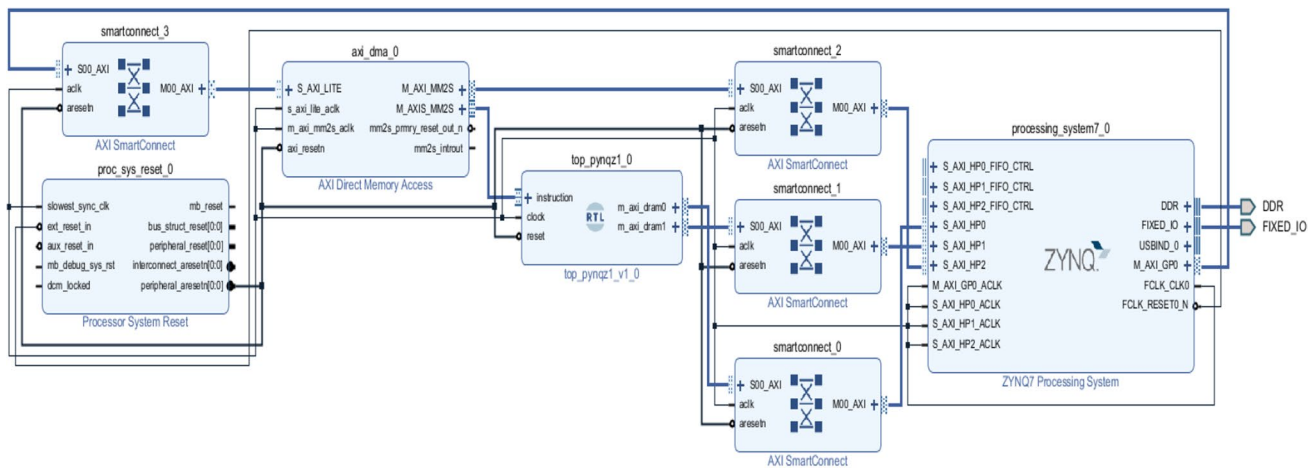 smartconnect_3
S00_AXI
aclk
aresetn
M00_AXI
AXI SmartConnect
proc_sys_reset_0
slowest_sync_clk
ext_reset_in
aux_reset_in
mb_debug_sys_rst
dcm_locked
mb_reset
bus_struct_reset[0:0]
peripheral_reset[0:0]
interconnect_aresetn[0:0]
peripheral_aresetn[0:0]
Processor System Reset
axi_dma_0
S_AXI_LITE
s_axi_lite_aclk
m_axi_mm2s_aclk
axi_resetn
M_AXI_MM2S
M_AXIS_MM2S
mm2s_prmry_reset_out_n
mm2s_introut
AXI Direct Memory Access
top_pynqz1_0
instruction
clock
reset
RTL
m_axi_dram0
m_axi_dram1
top_pynqz1_v1_0
smartconnect_2
S00_AXI
aclk
aresetn
M00_AXI
AXI SmartConnect
smartconnect_1
S00_AXI
aclk
aresetn
M00_AXI
AXI SmartConnect
smartconnect_0
S00_AXI
aclk
aresetn
M00_AXI
AXI SmartConnect
processing_system7_0
S_AXI_HP0_FIFO_CTRL
S_AXI_HP1_FIFO_CTRL
S_AXI_HP2_FIFO_CTRL
S_AXI_HP0
S_AXI_HP1
S_AXI_HP2
M_AXI_GP0_ACLK
S_AXI_HP0_ACLK
S_AXI_HP1_ACLK
S_AXI_HP2_ACLK
ZYNQ
DDR
FIXED_IO
USBIND_0
M_AXI_GP0
FCLK_CLK0
FCLK_RESET0_N
ZYNQ7 Processing System
DDR
FIXED_IO